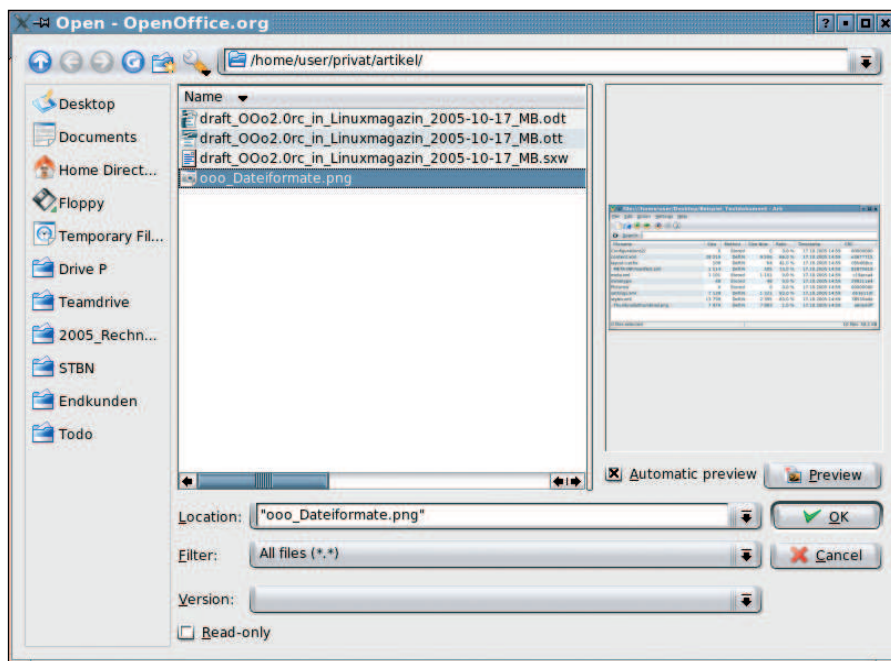 Open - OpenOffice.org
/home/user/privat/artikel/
Desktop
Documents
Home Direct...
Floppy
Temporary Fil...
Drive P
Teamdrive
2005_Rechn...
STBN
Endkunden
Todo
Name
draft_OOo2.0rc_in_Linuxmagazin_2005-10-17_MB.odt
draft_OOo2.0rc_in_Linuxmagazin_2005-10-17_MB.ott
draft_OOo2.0rc_in_Linuxmagazin_2005-10-17_MB.sxw
ooo_Dateiformate.png
Automatic preview
Preview
Location: "ooo_Dateiformate.png"
OK
Filter: All files (*.*)
Cancel
Version:
Read-only